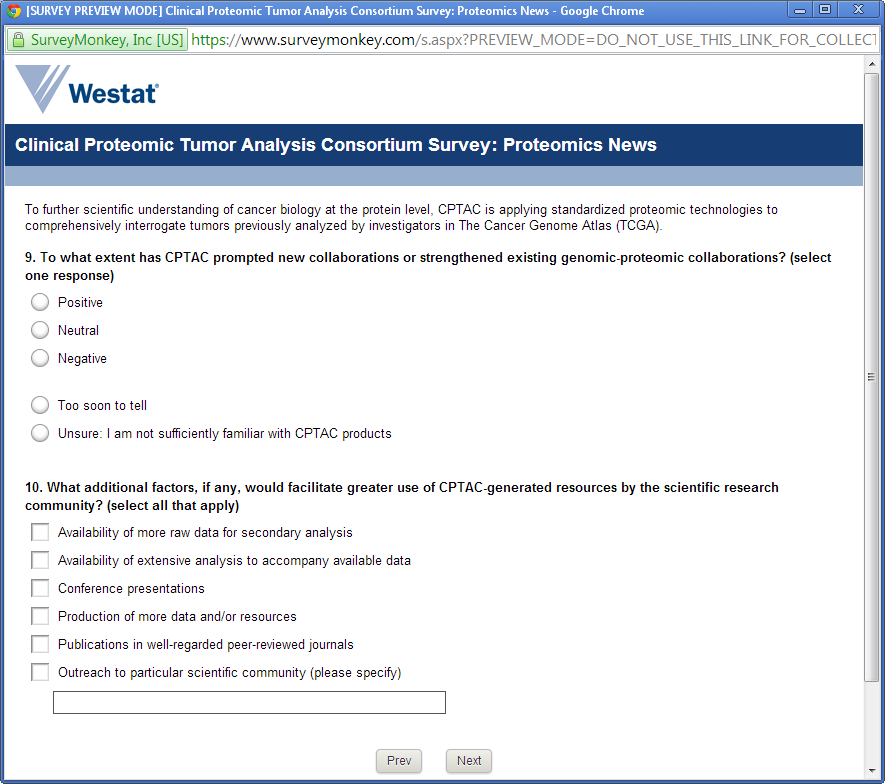 [SURVEY PREVIEW MODE] Clinical Proteomic Tumor Analysis Consortium Survey: Proteomics News - Google Chrome
SurveyMonkey, Inc [US] https://www.surveymonkey.com/s.aspx?PREVIEW_MODE=DO_NOT_USE_THIS_LINK_FOR_COLLECT
Westat
Clinical Proteomic Tumor Analysis Consortium Survey: Proteomics News
To further scientific understanding of cancer biology at the protein level, CPTAC is applying standardized proteomic technologies to
comprehensively interrogate tumors previously analyzed by investigators in The Cancer Genome Atlas (TCGA).
9. To what extent has CPTAC prompted new collaborations or strengthened existing genomic-proteomic collaborations? (select
one response)
Positive
Neutral
Negative
Too soon to tell
Unsure: I am not sufficiently familiar with CPTAC products
10. What additional factors, if any, would facilitate greater use of CPTAC-generated resources by the scientific research
community? (select all that apply)
Availability of more raw data for secondary analysis
Availability of extensive analysis to accompany available data
Conference presentations
Production of more data and/or resources
Publications in well-regarded peer-reviewed journals
Outreach to particular scientific community (please specify)
Prev Next